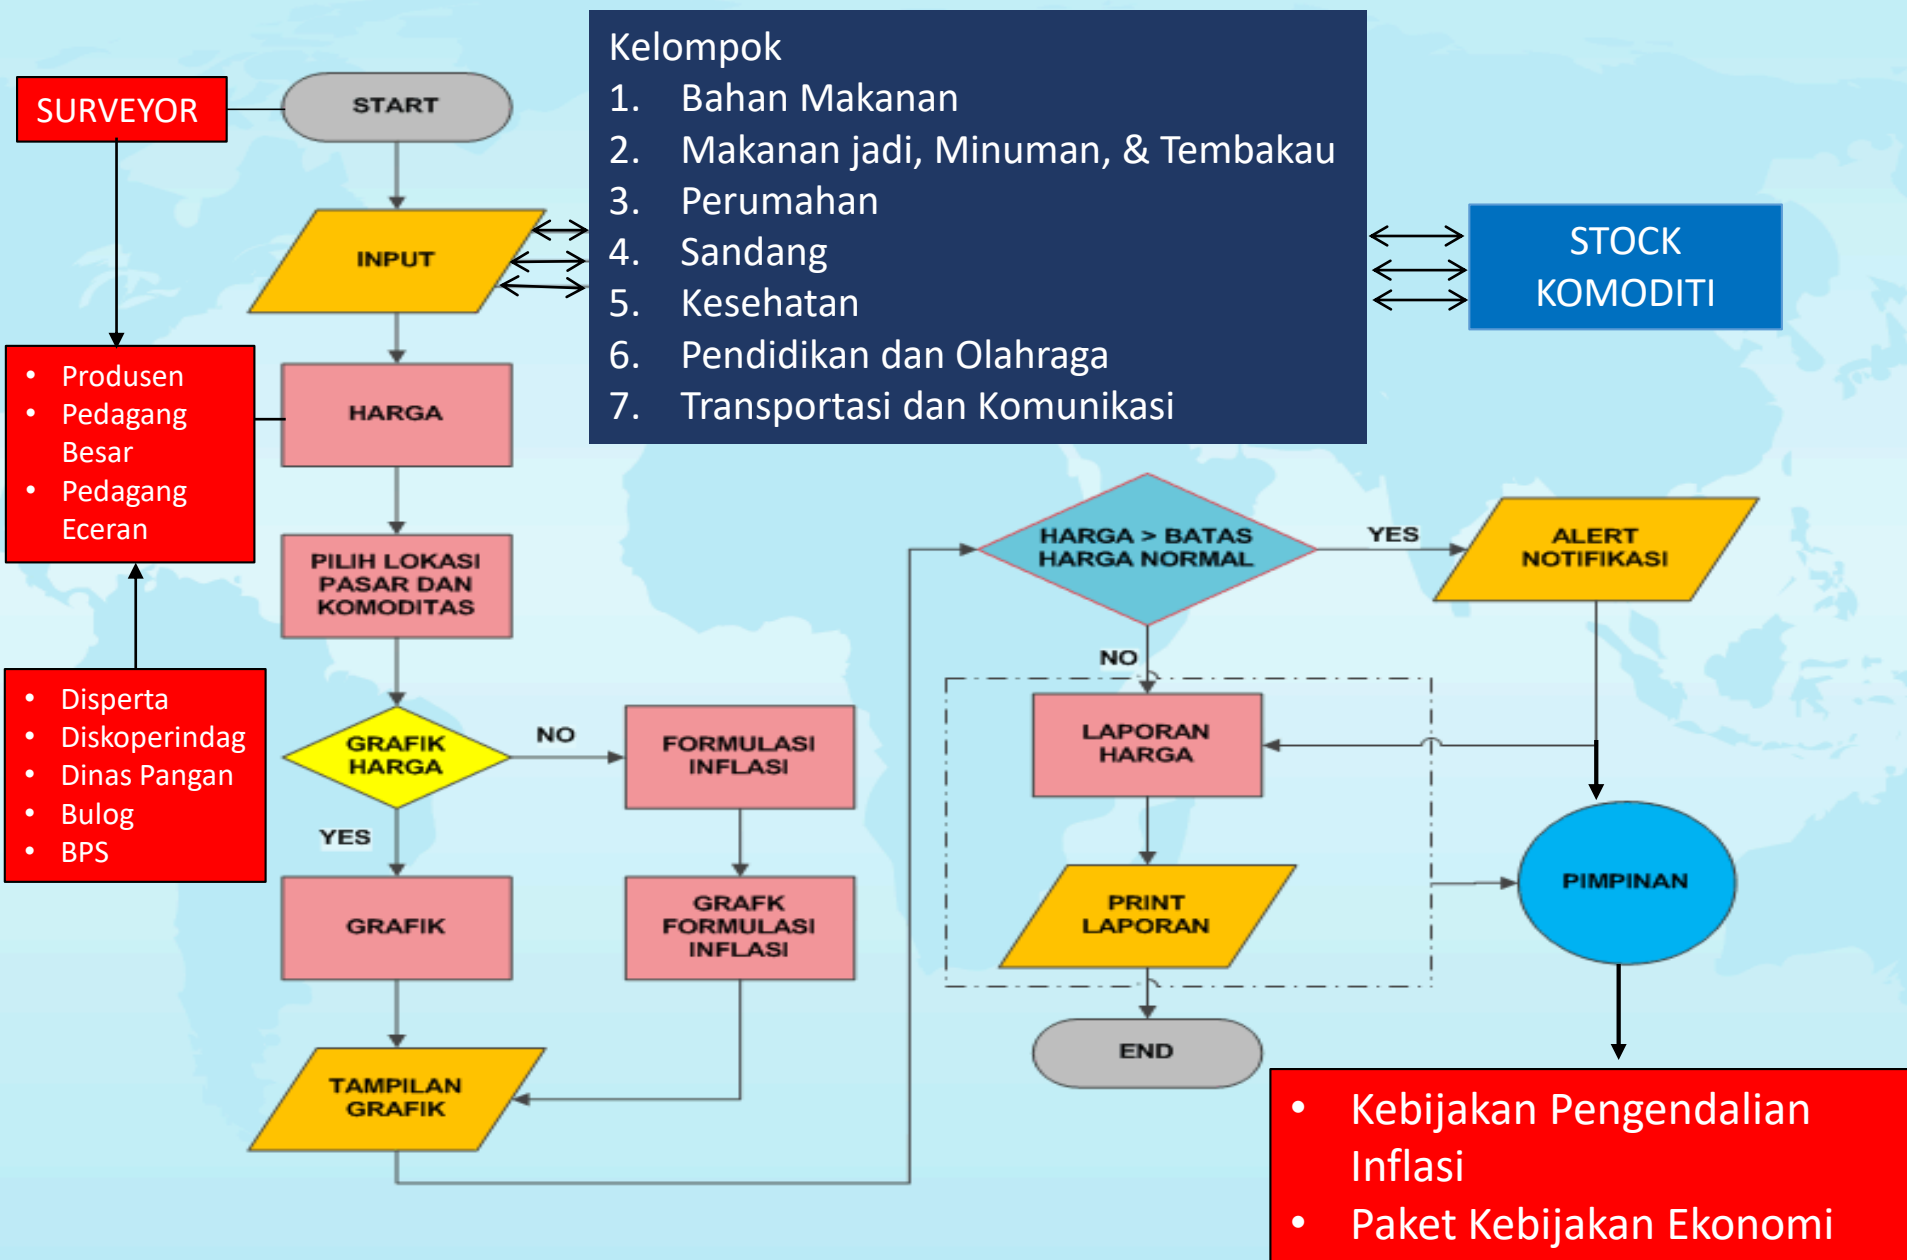 Kelompok
1. Bahan Makanan
2. Makanan jadi, Minuman, & Tembakau
3. Perumahan
4. Sandang
5. Kesehatan
6. Pendidikan dan Olahraga
7. Transportasi dan Komunikasi
SURVEYOR
START
INPUT
STOCK
KOMODITI
• Produsen
• Pedagang
Besar
• Pedagang
Eceran
HARGA
PILIH LOKASI
PASAR DAN
KOMODITAS
• Disperta
• Diskoperindag
• Dinas Pangan
• Bulog
• BPS
GRAFIK
HARGA
NO
FORMULASI
INFLASI
YES
GRAFIK
GRAFK
FORMULASI
INFLASI
TAMPILAN
GRAFIK
HARGA > BATAS
HARGA NORMAL
YES
ALERT
NOTIFIKASI
NO
LAPORAN
HARGA
PRINT
LAPORAN
PIMPINAN
END
• Kebijakan Pengendalian
Inflasi
• Paket Kebijakan Ekonomi